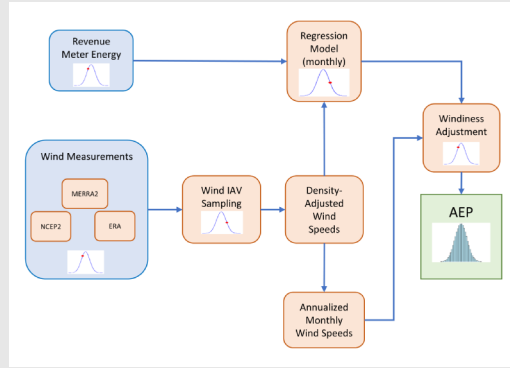 Revenue
Meter Energy
Regression
Model
(monthly)
Windiness
Adjustment
Wind Measurements
MERRA2
NCEP2
ERA
Wind IAV
Sampling
Density-
Adjusted
Wind
Speeds
AEP
Annualized
Monthly
Wind Speeds